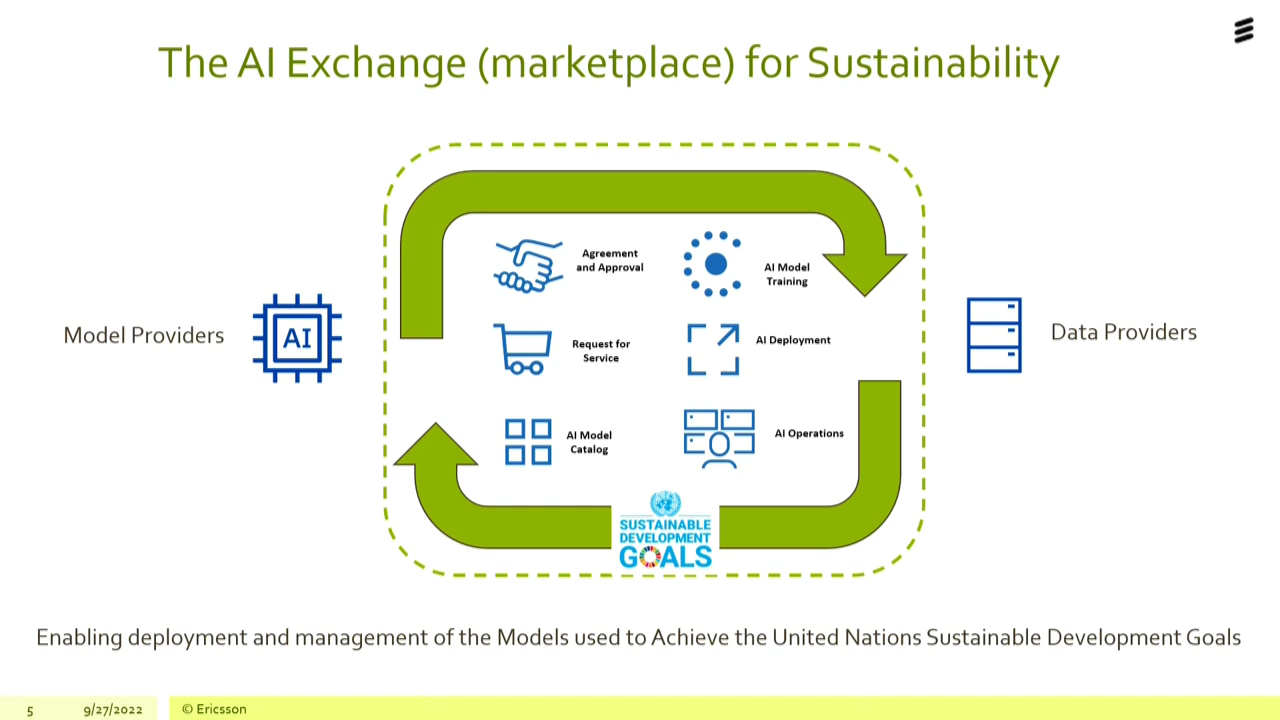 The AI Exchange (marketplace) for Sustainability
Agreement
and Approval
AI Model
Training
Model Providers
AI
Request for
Service
AI Deployment
Data Providers
AI Model
Catalog
AI Operations
SUSTAINABLE
DEVELOPMENT
GOALS
Enabling deployment and management of the Models used to Achieve the United Nations Sustainable Development Goals
5
9/27/2022
© Ericsson